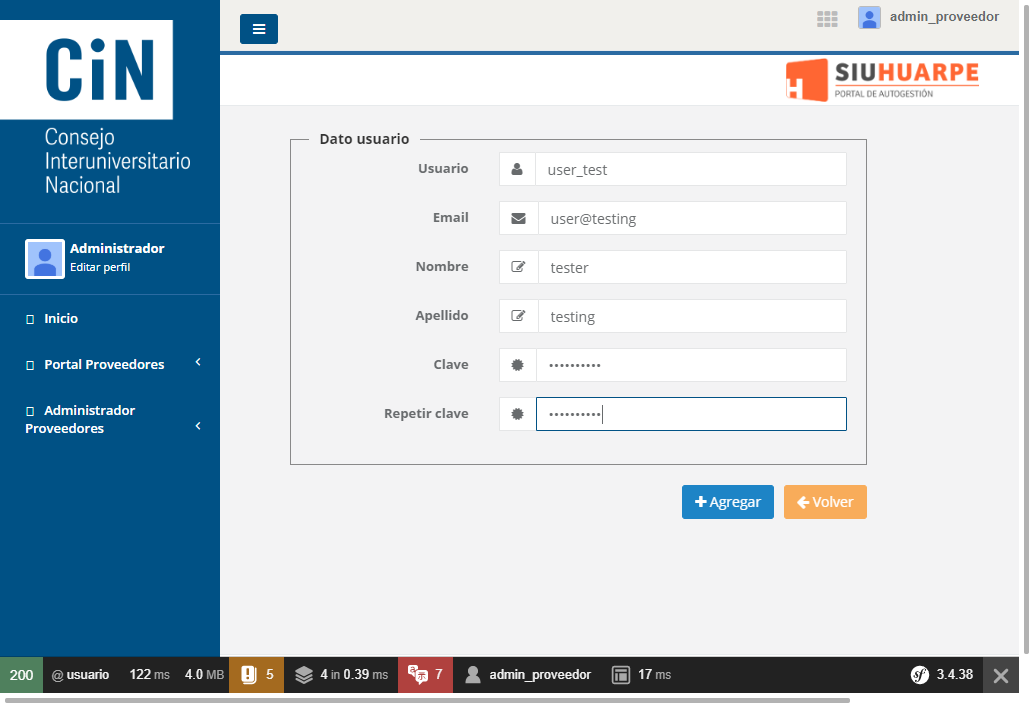 admin_proveedor
CiN
Consejo
Interuniversitario
Nacional
SIUHUARPE
PORTAL DE AUTOGESTIÓN
Administrador
Editar perfil
Inicio
Portal Proveedores
Administrador
Proveedores
Dato usuario
Usuario user_test
Email user@testing
Nombre tester
Apellido testing
Clave ••••••••••
Repetir clave ••••••••••
Agregar Volver
200 @ usuario 122 ms 4.0 MB 5 4 in 0.39 ms 7 admin_proveedor 17 ms sf 3.4.38